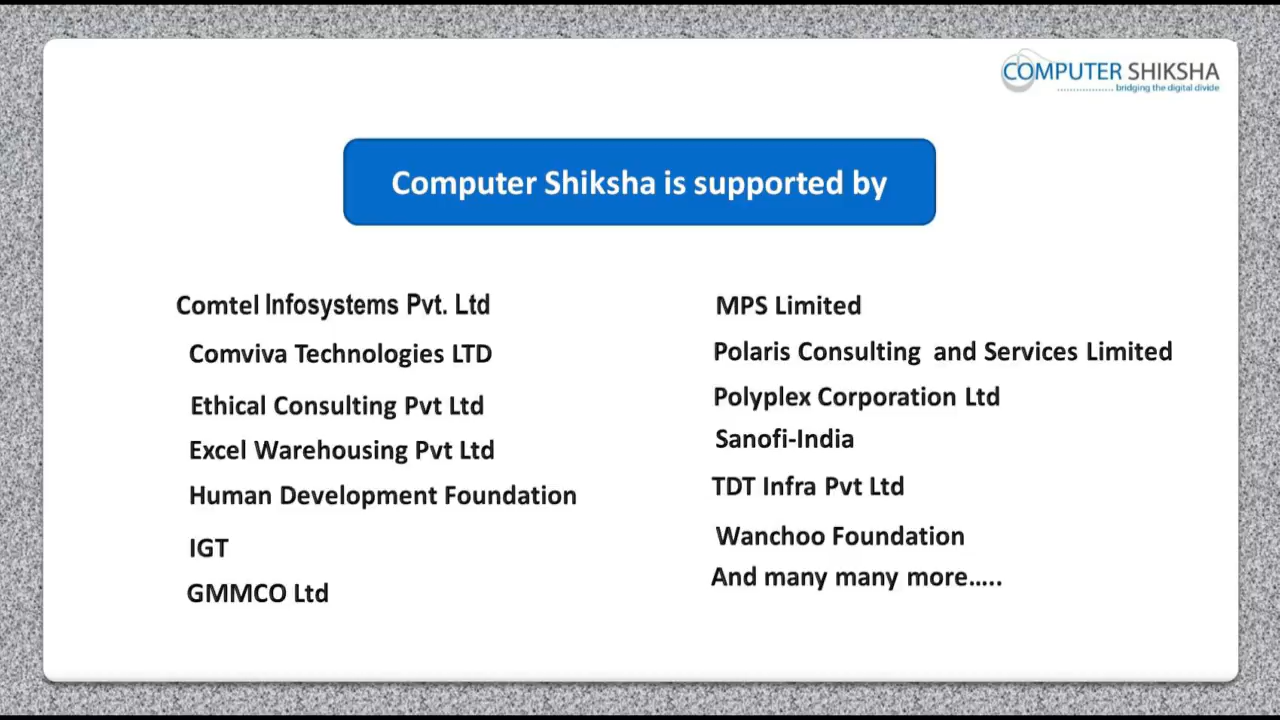 COMPUTER SHIKSHA
bridging the digital divide
Computer Shiksha is supported by
Comtel Infosystems Pvt. Ltd
Comviva Technologies LTD
Ethical Consulting Pvt Ltd
Excel Warehousing Pvt Ltd
Human Development Foundation
IGT
GMMCO Ltd
MPS Limited
Polaris Consulting and Services Limited
Polyplex Corporation Ltd
Sanofi-India
TDT Infra Pvt Ltd
Wanchoo Foundation
And many many more.....